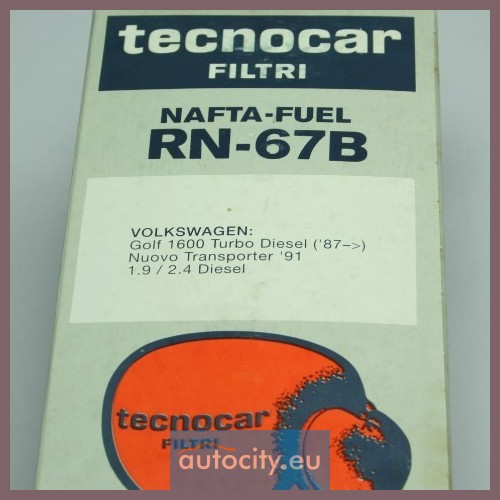 tecnocar
FILTRI
NAFTA-FUEL
RN-67B
VOLKSWAGEN:
Golf 1600 Turbo Diesel ('87->)
Nuovo Transporter '91
1.9 / 2.4 Diesel
tecnocar
FILTRI
autocity.eu